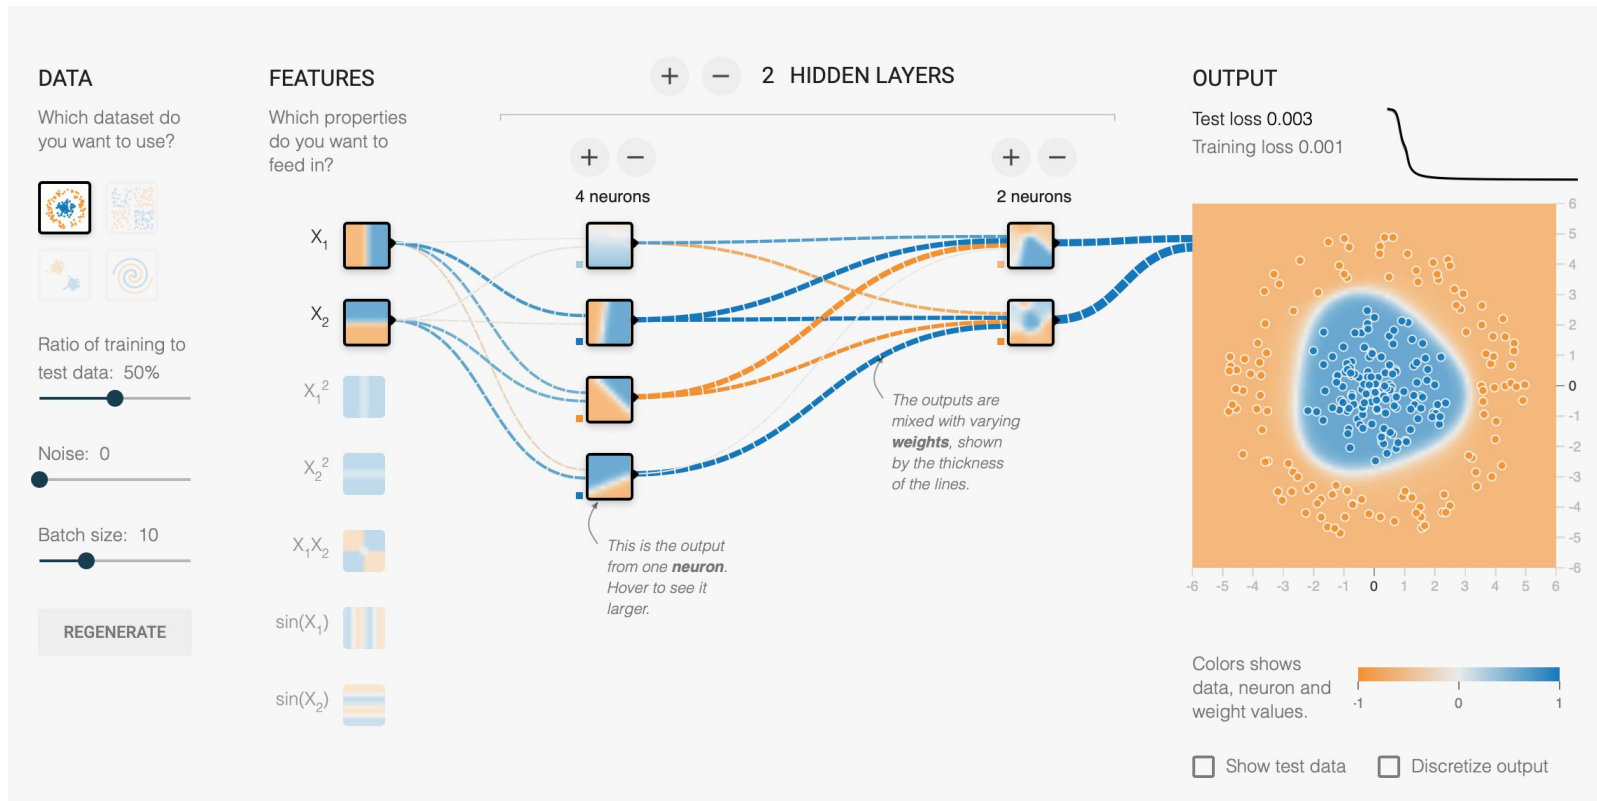 DATA
Which dataset do
you want to use?
Ratio of training to
test data: 50%
Noise: 0
Batch size: 10
REGENERATE
FEATURES
Which properties
do you want to
feed in?
X1
X2
X1²
X2²
X1X2
sin(X1)
sin(X2)
+ − 2 HIDDEN LAYERS
+ −
4 neurons
+ −
2 neurons
This is the output
from one neuron.
Hover to see it
larger.
The outputs are
mixed with varying
weights, shown
by the thickness
of the lines.
OUTPUT
Test loss 0.003
Training loss 0.001
6
5
4
3
2
1
0
-1
-2
-3
-4
-5
-6
-6 -5 -4 -3 -2 -1 0 1 2 3 4 5 6
Colors shows
data, neuron and
weight values.
-1 0 1
Show test data
Discretize output